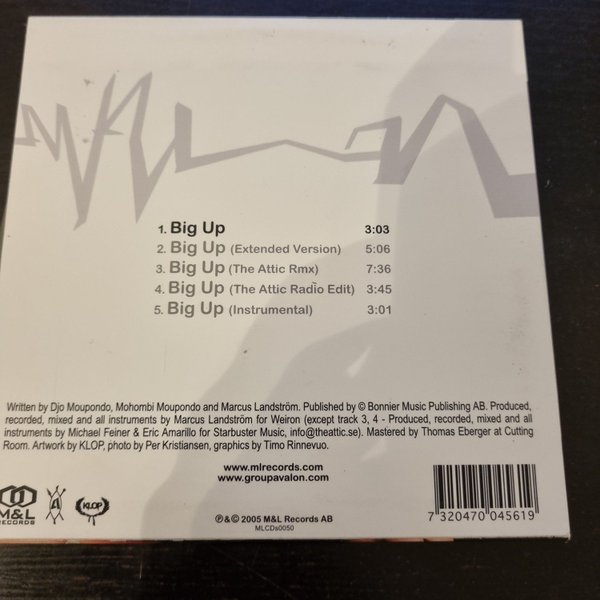 1. Big Up 3:03
2. Big Up (Extended Version) 5:06
3. Big Up (The Attic Rmx) 7:36
4. Big Up (The Attic Radio Edit) 3:45
5. Big Up (Instrumental) 3:01
Written by Djo Moupondo, Mohombi Moupondo and Marcus Landström. Published by © Bonnier Music Publishing AB. Produced,
recorded, mixed and all instruments by Marcus Landström for Weiron (except track 3, 4 - Produced, recorded, mixed and all
instruments by Michael Feiner & Eric Amarillo for Starbuster Music, info@theattic.se). Mastered by Thomas Eberger at Cutting
Room. Artwork by KLOP, photo by Per Kristiansen, graphics by Timo Rinnevuo.
www.mlrecords.com
www.groupavalon.com
M&L
RECORDS
KLOP
℗&© 2005 M&L Records AB
MLCDs0050
7 320470 045619